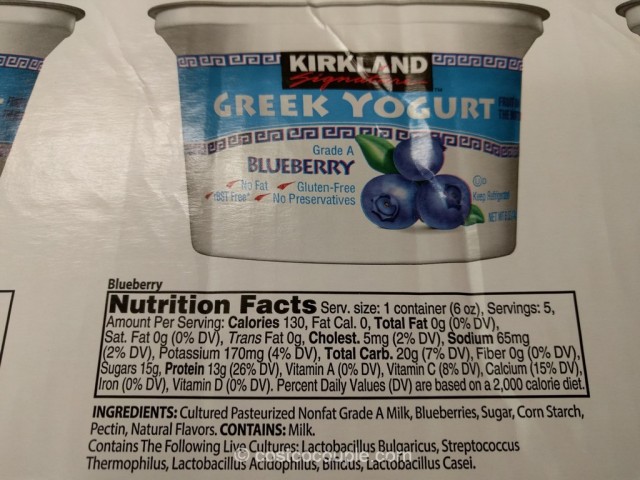 KIRKLAND
Signature
GREEK YOGURT
Grade A
BLUEBERRY
No Fat Gluten-Free
rBST Free* No Preservatives
Keep Refrigerated
Blueberry
Nutrition Facts Serv. size: 1 container (6 oz), Servings: 5,
Amount Per Serving: Calories 130, Fat Cal. 0, Total Fat 0g (0% DV),
Sat. Fat 0g (0% DV), Trans Fat 0g, Cholest. 5mg (2% DV), Sodium 65mg
(2% DV), Potassium 170mg (4% DV), Total Carb. 20g (7% DV), Fiber 0g (0% DV),
Sugars 15g, Protein 13g (26% DV), Vitamin A (0% DV), Vitamin C (8% DV), Calcium (15% DV),
Iron (0% DV), Vitamin D (0% DV). Percent Daily Values (DV) are based on a 2,000 calorie diet.
INGREDIENTS: Cultured Pasteurized Nonfat Grade A Milk, Blueberries, Sugar, Corn Starch,
Pectin, Natural Flavors. CONTAINS: Milk.
Contains The Following Live Cultures: Lactobacillus Bulgaricus, Streptococcus
Thermophilus, Lactobacillus Acidophilus, Bifidus, Lactobacillus Casei.
© costcocouple.com